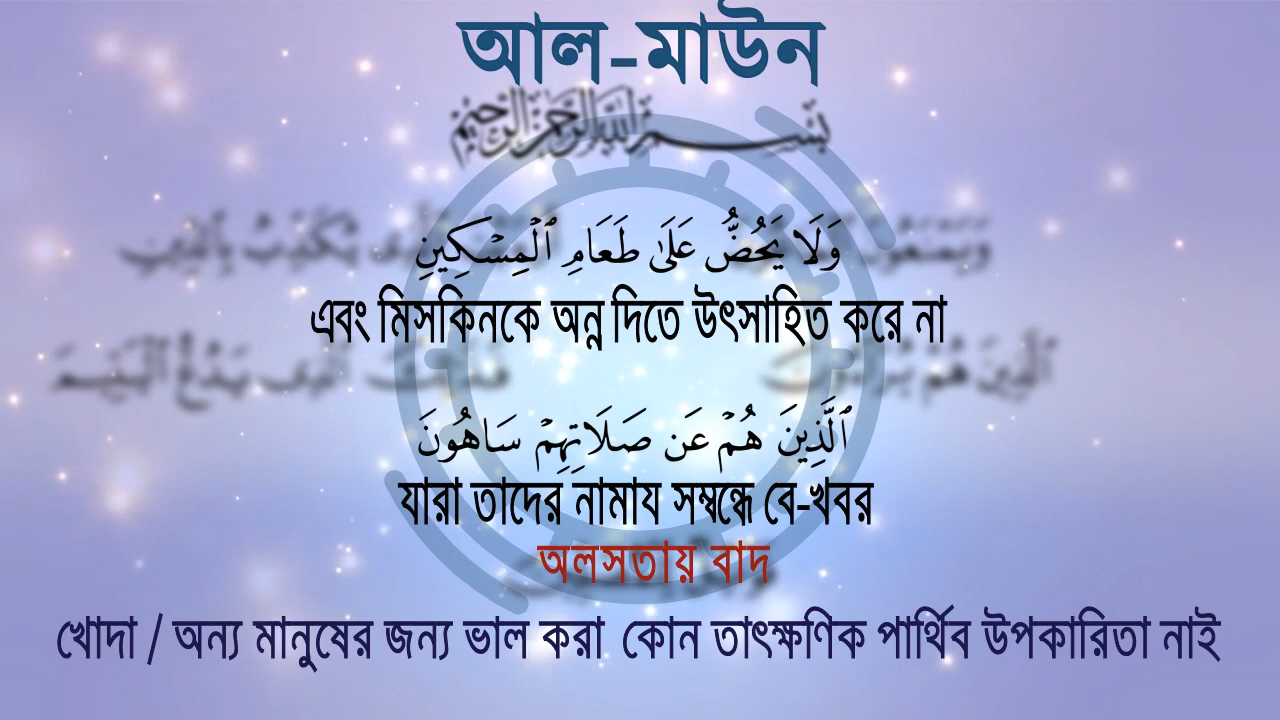 আল-মাউন
بِسْمِ اللَّهِ الرَّحْمَٰنِ الرَّحِيمِ
وَلَا يَحُضُّ عَلَىٰ طَعَامِ ٱلْمِسْكِينِ
এবং মিসকিনকে অন্ন দিতে উৎসাহিত করে না
ٱلَّذِينَ هُمْ عَن صَلَاتِهِمْ سَاهُونَ
যারা তাদের নামায সম্বন্ধে বে-খবর
অলসতায় বাদ
খোদা / অন্য মানুষের জন্য ভাল করা কোন তাৎক্ষণিক পার্থিব উপকারিতা নাই